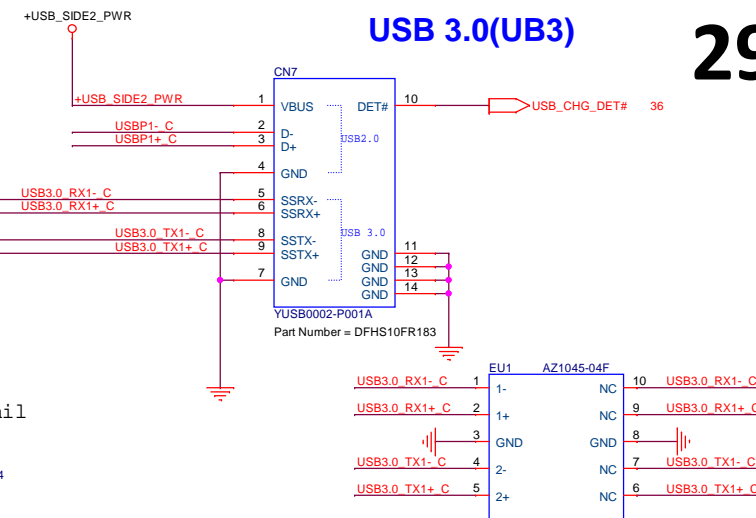 +USB_SIDE2_PWR
USB 3.0(UB3)
29
CN7
+USB_SIDE2_PWR
1
VBUS
DET#
10
USB_CHG_DET#
36
USBP1-_C
2
D-
USB2.0
USBP1+_C
3
D+
4
GND
USB3.0_RX1-_C
5
SSRX-
USB3.0_RX1+_C
6
SSRX+
USB3.0_TX1-_C
8
SSTX-
USB 3.0
USB3.0_TX1+_C
9
SSTX+
GND
11
GND
12
7
GND
GND
13
GND
14
YUSB0002-P001A
Part Number = DFHS10FR183
EU1
AZ1045-04F
USB3.0_RX1-_C
1
1-
NC
10
USB3.0_RX1-_C
USB3.0_RX1+_C
2
1+
NC
9
USB3.0_RX1+_C
3
GND
GND
8
USB3.0_TX1-_C
4
2-
NC
7
USB3.0_TX1-_C
USB3.0_TX1+_C
5
2+
NC
6
USB3.0_TX1+_C